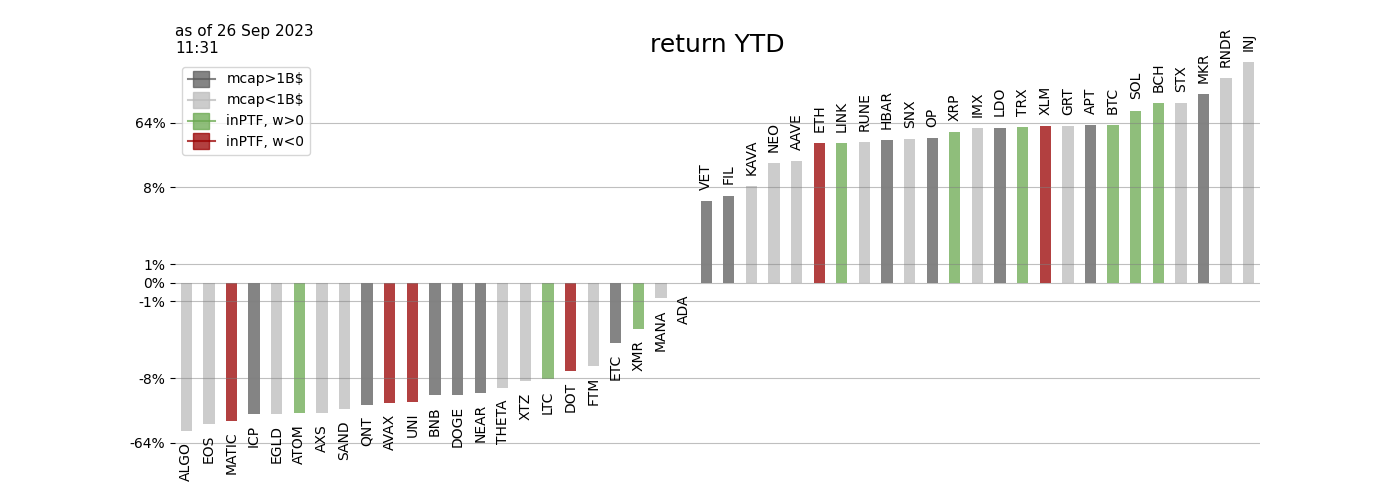 as of 26 Sep 2023
11:31
return YTD
mcap>1B$
mcap<1B$
inPTF, w>0
inPTF, w<0
64%
8%
1%
0%
-1%
-8%
-64%
ALGO
EOS
MATIC
ICP
EGLD
ATOM
AXS
SAND
QNT
AVAX
UNI
BNB
DOGE
NEAR
THETA
XTZ
LTC
DOT
FTM
ETC
XMR
MANA
ADA
VET
FIL
KAVA
NEO
AAVE
ETH
LINK
RUNE
HBAR
SNX
OP
XRP
IMX
LDO
TRX
XLM
GRT
APT
BTC
SOL
BCH
STX
MKR
RNDR
INJ